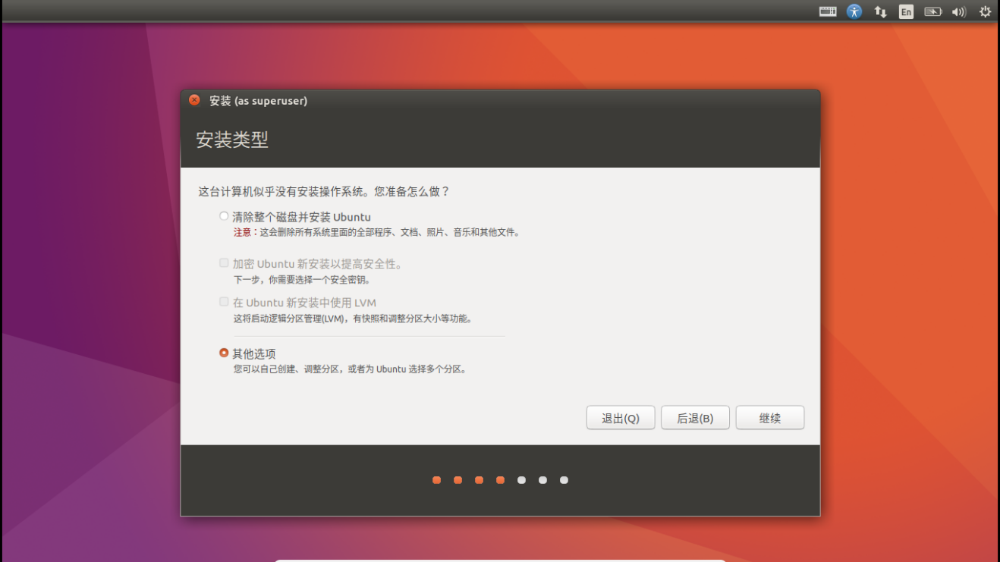 En
安装 (as superuser)
安装类型
这台计算机似乎没有安装操作系统。您准备怎么做？
清除整个磁盘并安装 Ubuntu
注意：这会删除所有系统里面的全部程序、文档、照片、音乐和其他文件。
加密 Ubuntu 新安装以提高安全性。
下一步，你需要选择一个安全密钥。
在 Ubuntu 新安装中使用 LVM
这将启动逻辑分区管理(LVM)，有快照和调整分区大小等功能。
其他选项
您可以自己创建、调整分区，或者为 Ubuntu 选择多个分区。
退出(Q) 后退(B) 继续